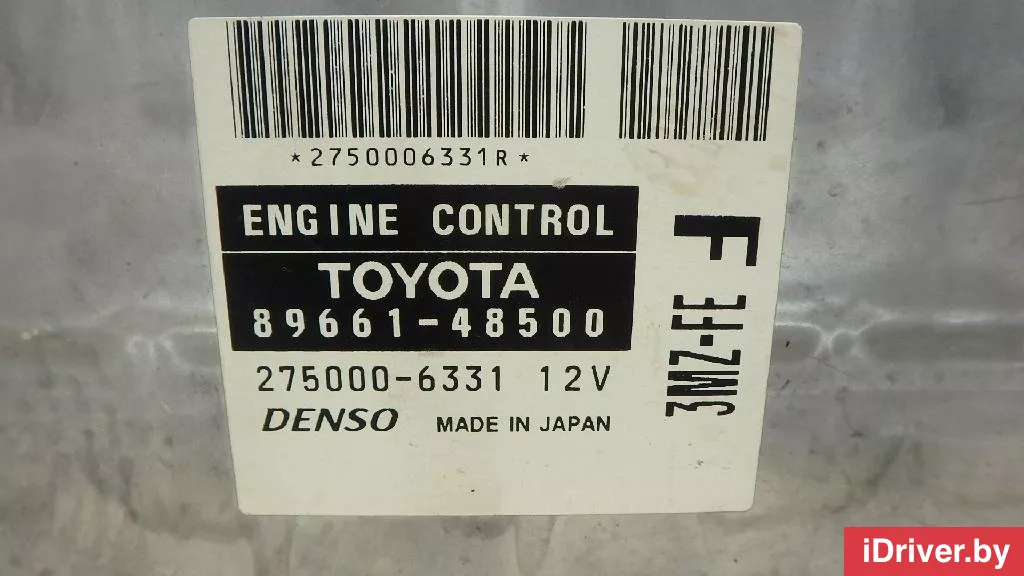 *2750006331R*
ENGINE CONTROL
TOYOTA
89661-48500
275000-6331 12V
DENSO MADE IN JAPAN
F
3MZ-FE
iDriver.by